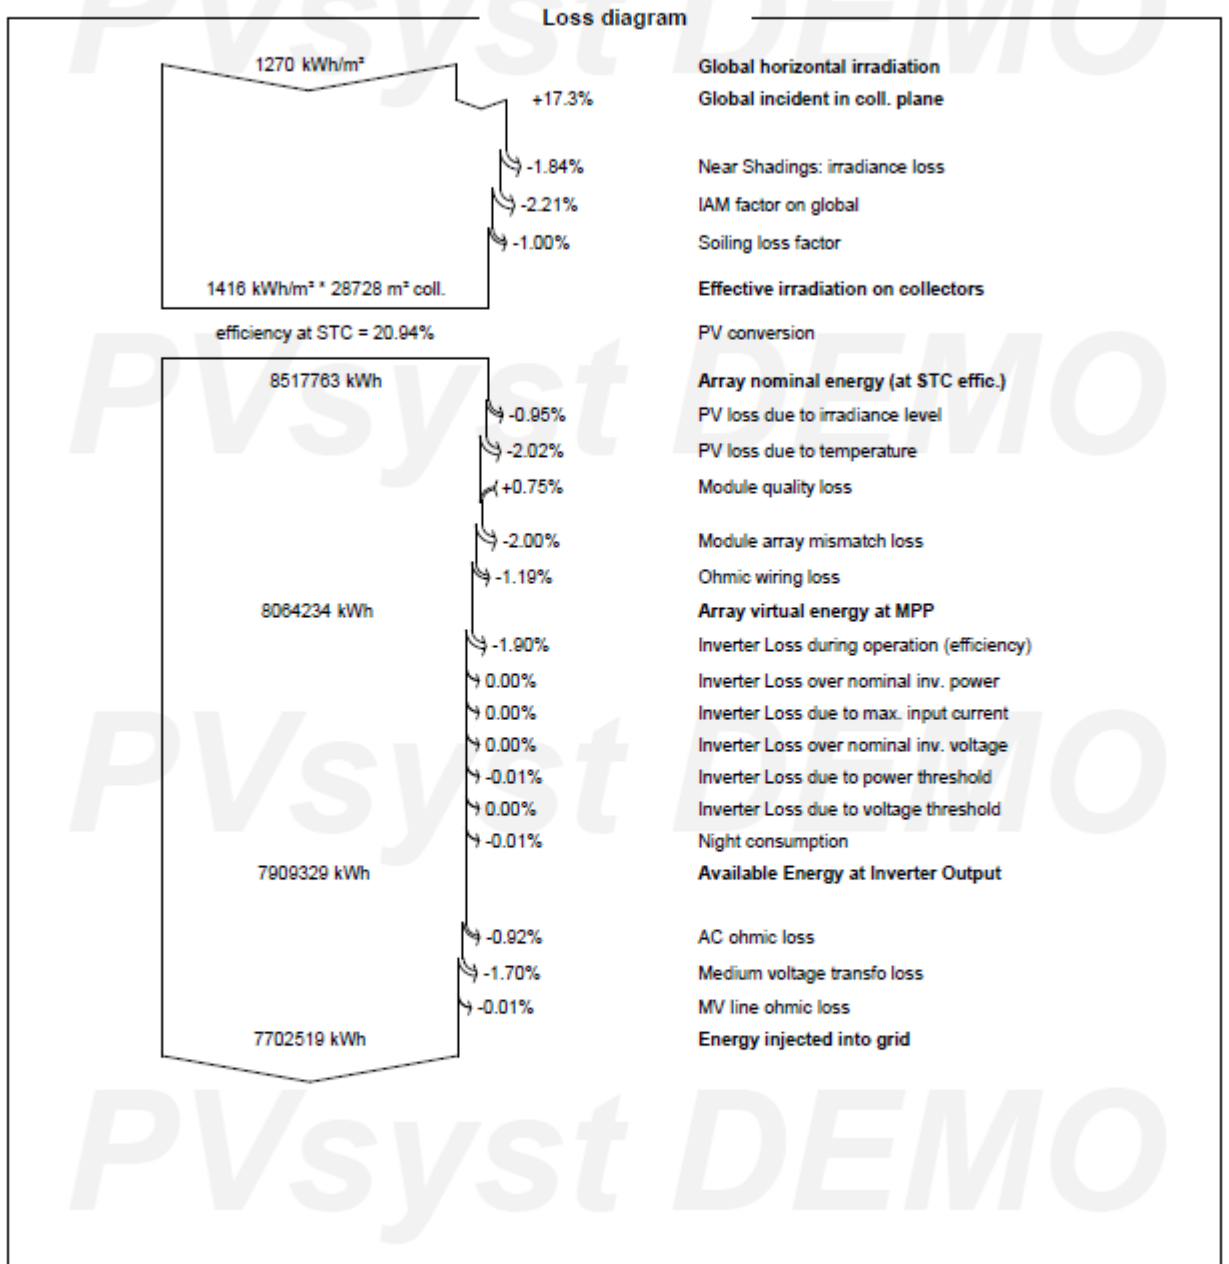 Loss diagram
1270 kWh/m² Global horizontal irradiation
+17.3% Global incident in coll. plane
-1.84% Near Shadings: irradiance loss
-2.21% IAM factor on global
-1.00% Soiling loss factor
1416 kWh/m² * 28728 m² coll. Effective irradiation on collectors
efficiency at STC = 20.94% PV conversion
PVsyst DEMO
8517763 kWh Array nominal energy (at STC effic.)
-0.95% PV loss due to irradiance level
-2.02% PV loss due to temperature
+0.75% Module quality loss
-2.00% Module array mismatch loss
-1.19% Ohmic wiring loss
8064234 kWh Array virtual energy at MPP
-1.90% Inverter Loss during operation (efficiency)
0.00% Inverter Loss over nominal inv. power
0.00% Inverter Loss due to max. input current
0.00% Inverter Loss over nominal inv. voltage
PVsyst DEMO
-0.01% Inverter Loss due to power threshold
0.00% Inverter Loss due to voltage threshold
-0.01% Night consumption
7909329 kWh Available Energy at Inverter Output
-0.92% AC ohmic loss
-1.70% Medium voltage transfo loss
-0.01% MV line ohmic loss
7702519 kWh Energy injected into grid
PVsyst DEMO